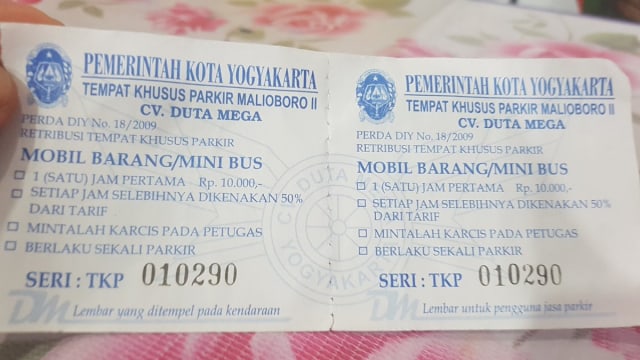 PEMERINTAH KOTA YOGYAKARTA
TEMPAT KHUSUS PARKIR MALIOBORO II
CV. DUTA MEGA
PERDA DIY No. 18/2009
RETRIBUSI TEMPAT KHUSUS PARKIR
MOBIL BARANG/MINI BUS
1 (SATU) JAM PERTAMA Rp. 10.000,-
SETIAP JAM SELEBIHNYA DIKENAKAN 50%
DARI TARIF
MINTALAH KARCIS PADA PETUGAS
BERLAKU SEKALI PARKIR
SERI : TKP 010290
DM Lembar yang ditempel pada kendaraan
PEMERINTAH KOTA YOGYAKARTA
TEMPAT KHUSUS PARKIR MALIOBORO II
CV. DUTA MEGA
PERDA DIY No. 18/2009
RETRIBUSI TEMPAT KHUSUS PARKIR
MOBIL BARANG/MINI BUS
1 (SATU) JAM PERTAMA Rp. 10.000,-
SETIAP JAM SELEBIHNYA DIKENAKAN 50%
DARI TARIF
MINTALAH KARCIS PADA PETUGAS
BERLAKU SEKALI PARKIR
SERI : TKP 010290
DM Lembar untuk pengguna jasa parkir
CV. DUTA
YOGYAKARTA